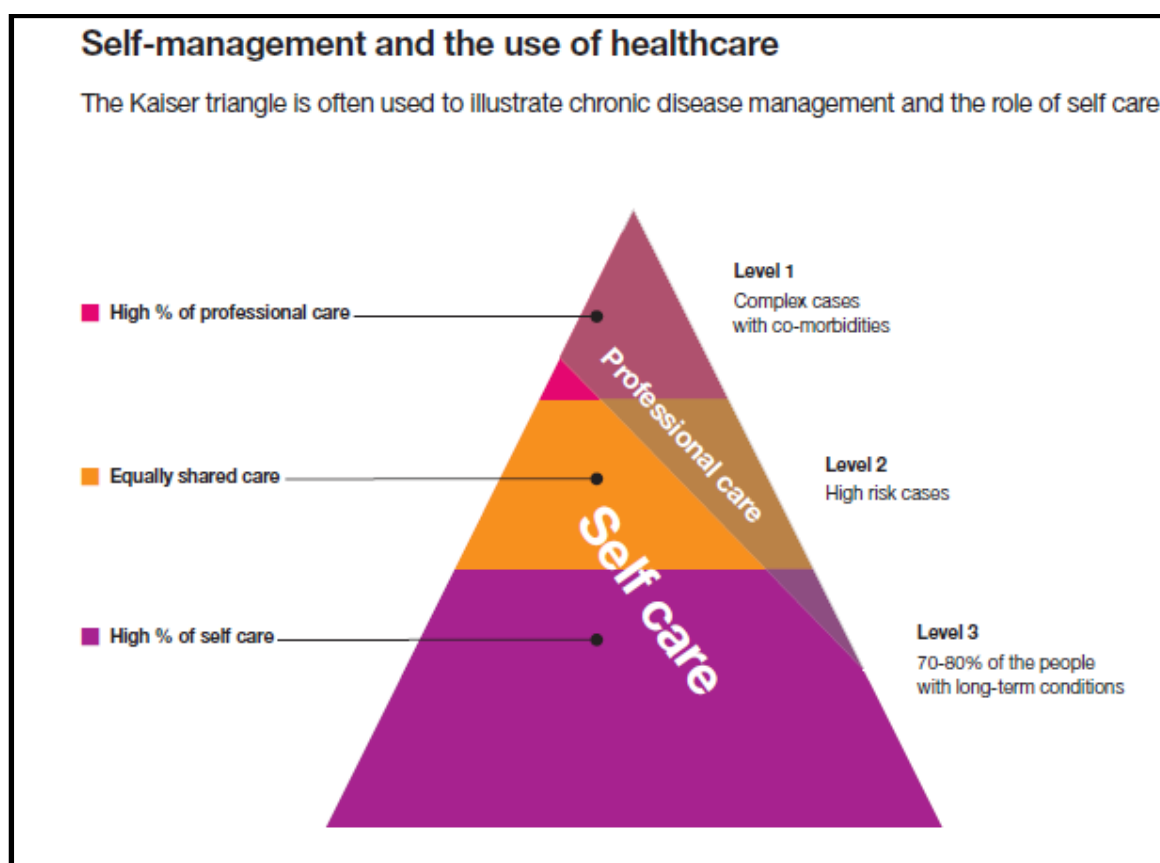 Self-management and the use of healthcare
The Kaiser triangle is often used to illustrate chronic disease management and the role of self care
Level 1
Complex cases
with co-morbidities
High % of professional care
Professional care
Level 2
High risk cases
Equally shared care
Self care
Level 3
70-80% of the people
with long-term conditions
High % of self care